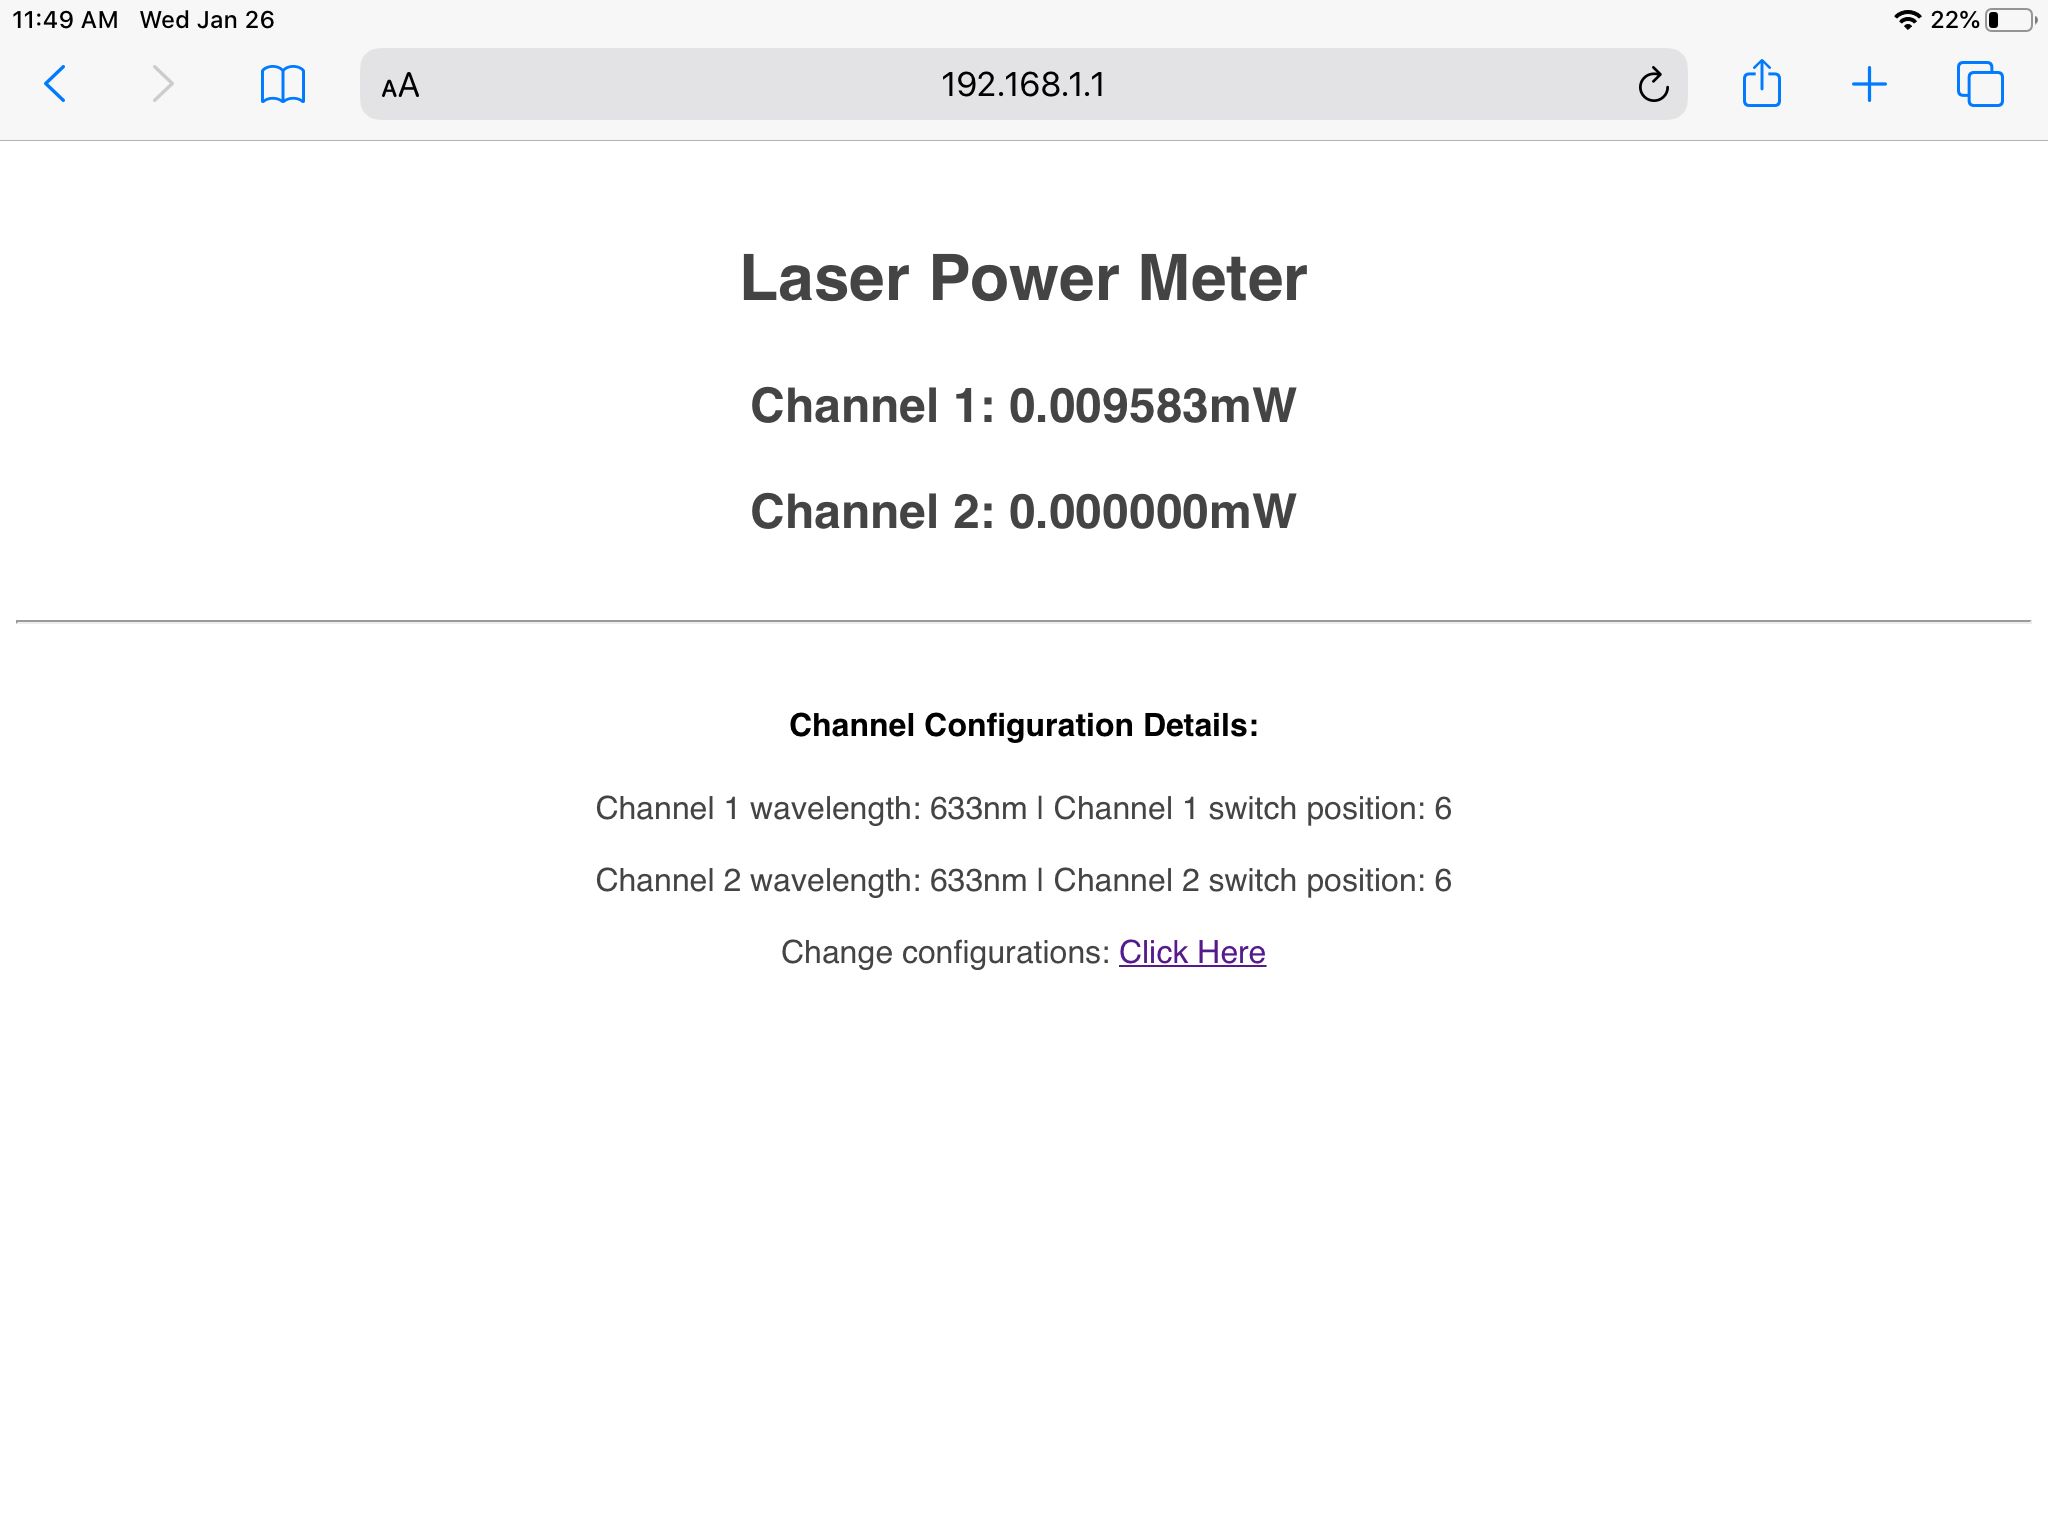 11:49 AM Wed Jan 26 22%
AA 192.168.1.1
Laser Power Meter
Channel 1: 0.009583mW
Channel 2: 0.000000mW
Channel Configuration Details:
Channel 1 wavelength: 633nm | Channel 1 switch position: 6
Channel 2 wavelength: 633nm | Channel 2 switch position: 6
Change configurations: Click Here